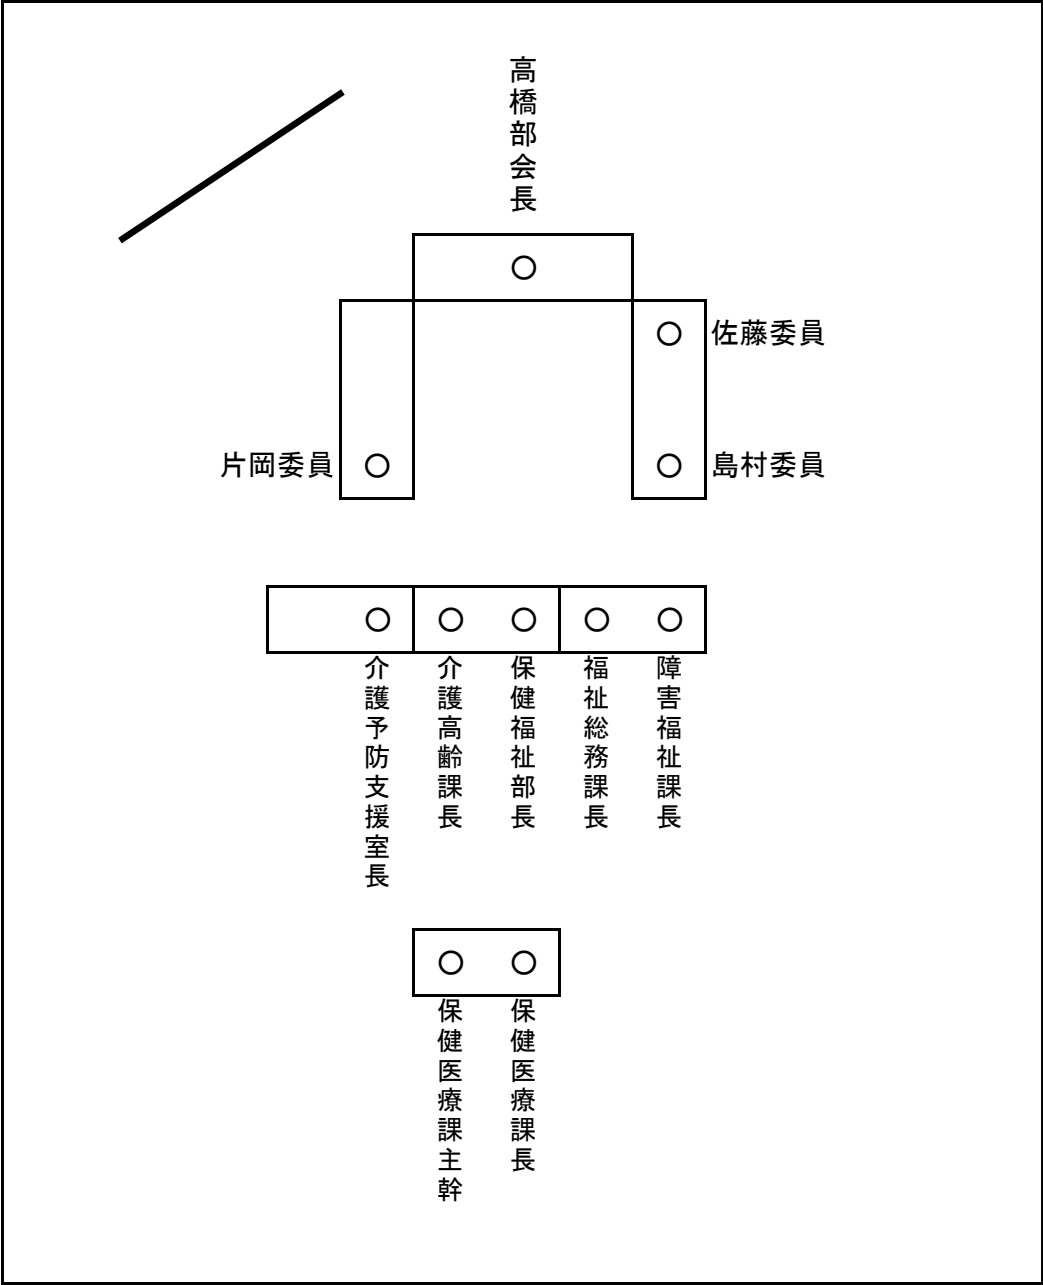 高橋部会長
佐藤委員
片岡委員
島村委員
介護予防支援室長
介護高齢課長
保健福祉部長
福祉総務課長
障害福祉課長
保健医療課主幹
保健医療課長